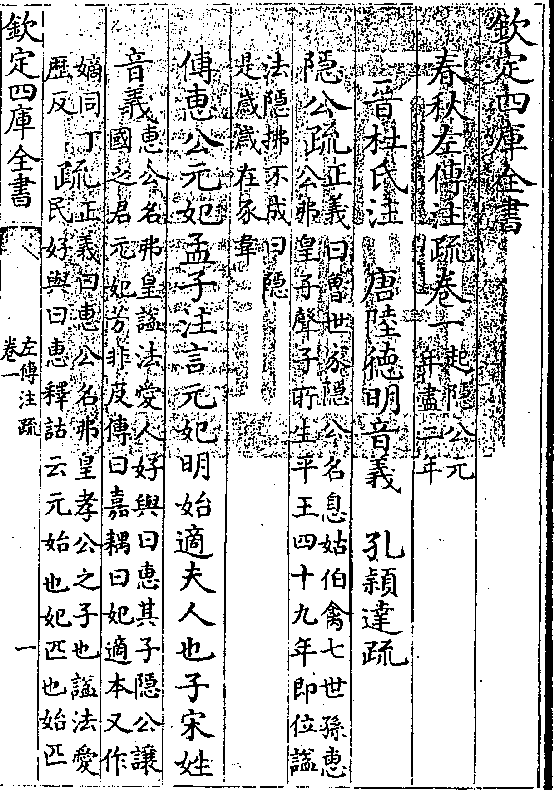 欽定四庫全書
春秋左傳注疏卷一起隱公元
年盡二年
晉杜氏注 唐陸德明音義 孔穎達疏
隠公疏正義曰魯世家隠公名息姑伯禽七世孫惠
公弗皇子聲子所生平王四十九年即位謚
法隠拂不成曰隠
是歲歲在豕韋
傳惠公元妃孟子注言元妃明始適夫人也子宋姓
音義惠公名弗皇謚法愛人好與曰惠其子隠公讓
國之君元妃芳非反傳曰嘉耦曰妃適本又作
嫡同丁
歴反
疏正義曰惠公名弗皇孝公之子也謚法愛
民好與曰惠釋詁云元始也妃匹也始匹
欽定四庫全書
左傳注疏
卷一
一